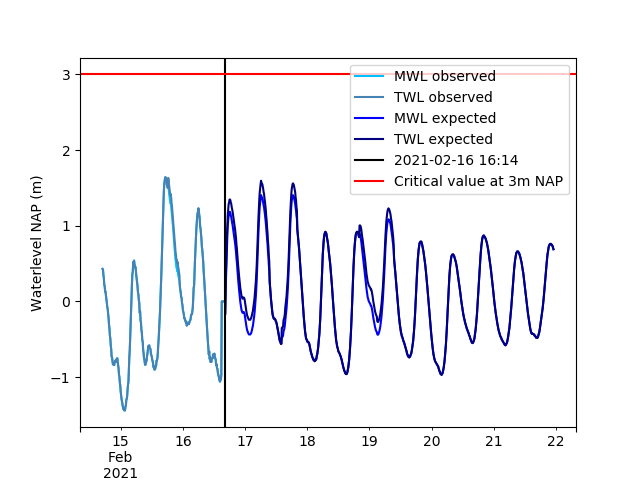 MWL observed
TWL observed
MWL expected
TWL expected
2021-02-16 16:14
Critical value at 3m NAP
Waterlevel NAP (m)
3
2
1
0
−1
15 16 17 18 19 20 21 22
Feb
2021